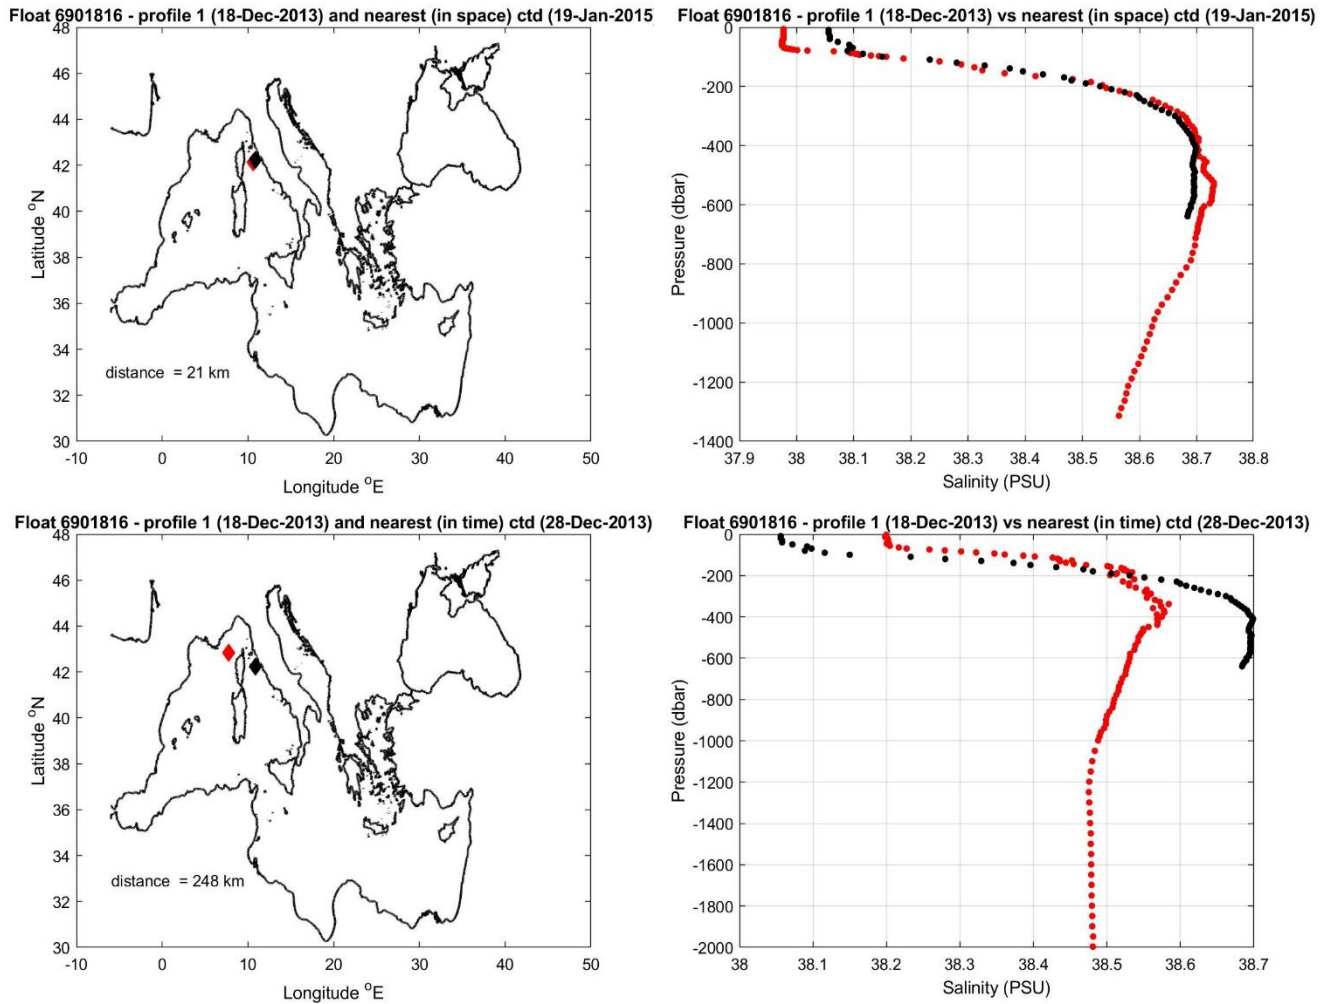 Float 6901816 - profile 1 (18-Dec-2013) and nearest (in space) ctd (19-Jan-2015)
48
46
44
42
40
38
36
34
32
30
Latitude °N
distance = 21 km
-10 0 10 20 30 40 50
Longitude °E
Float 6901816 - profile 1 (18-Dec-2013) vs nearest (in space) ctd (19-Jan-2015)
0
-200
-400
-600
-800
-1000
-1200
-1400
Pressure (dbar)
37.9 38 38.1 38.2 38.3 38.4 38.5 38.6 38.7 38.8
Salinity (PSU)
Float 6901816 - profile 1 (18-Dec-2013) and nearest (in time) ctd (28-Dec-2013)
48
46
44
42
40
38
36
34
32
30
Latitude °N
distance = 248 km
-10 0 10 20 30 40 50
Longitude °E
Float 6901816 - profile 1 (18-Dec-2013) vs nearest (in time) ctd (28-Dec-2013)
0
-200
-400
-600
-800
-1000
-1200
-1400
-1600
-1800
-2000
Pressure (dbar)
38 38.1 38.2 38.3 38.4 38.5 38.6 38.7
Salinity (PSU)